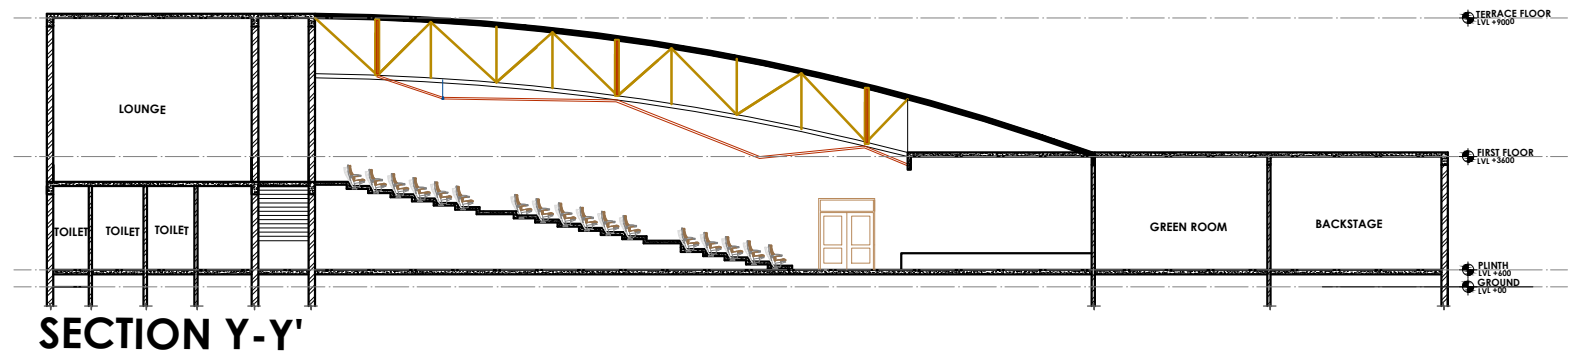 TERRACE FLOOR
LVL +9000
LOUNGE
FIRST FLOOR
LVL +3600
TOILET
TOILET
TOILET
GREEN ROOM
BACKSTAGE
PLINTH
LVL +600
GROUND
LVL +00
SECTION Y-Y'